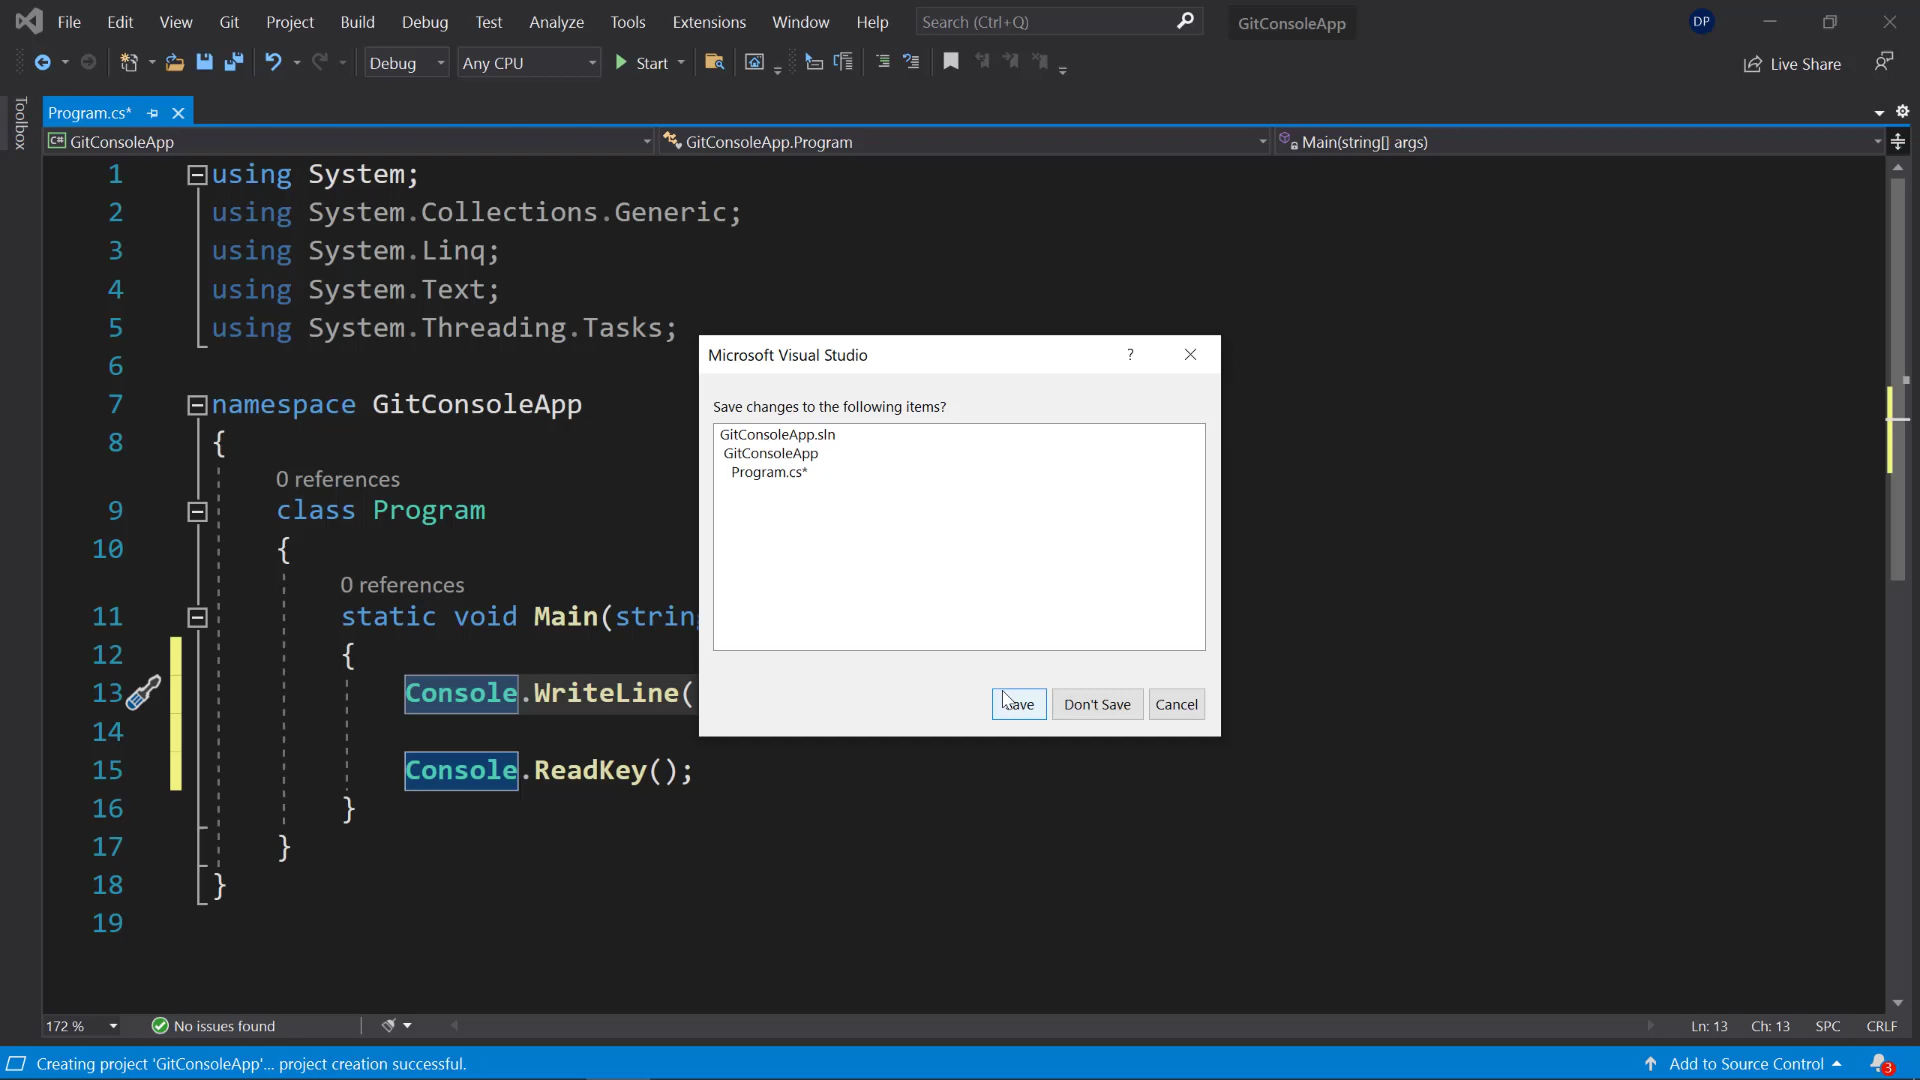 File Edit View Git Project Build Debug Test Analyze Tools Extensions Window Help Search (Ctrl+Q) GitConsoleApp DP
Debug Any CPU Start Live Share
Toolbox
Program.cs*
C# GitConsoleApp GitConsoleApp.Program Main(string[] args)
1 using System;
2 using System.Collections.Generic;
3 using System.Linq;
4 using System.Text;
5 using System.Threading.Tasks;
6
7 namespace GitConsoleApp
8 {
0 references
9 class Program
10 {
0 references
11 static void Main(string
12 {
13 Console.WriteLine(
14
15 Console.ReadKey();
16 }
17 }
18 }
19
Microsoft Visual Studio ?
Save changes to the following items?
GitConsoleApp.sln
GitConsoleApp
Program.cs*
Save Don't Save Cancel
172 % No issues found Ln: 13 Ch: 13 SPC CRLF
Creating project 'GitConsoleApp'... project creation successful. Add to Source Control 3